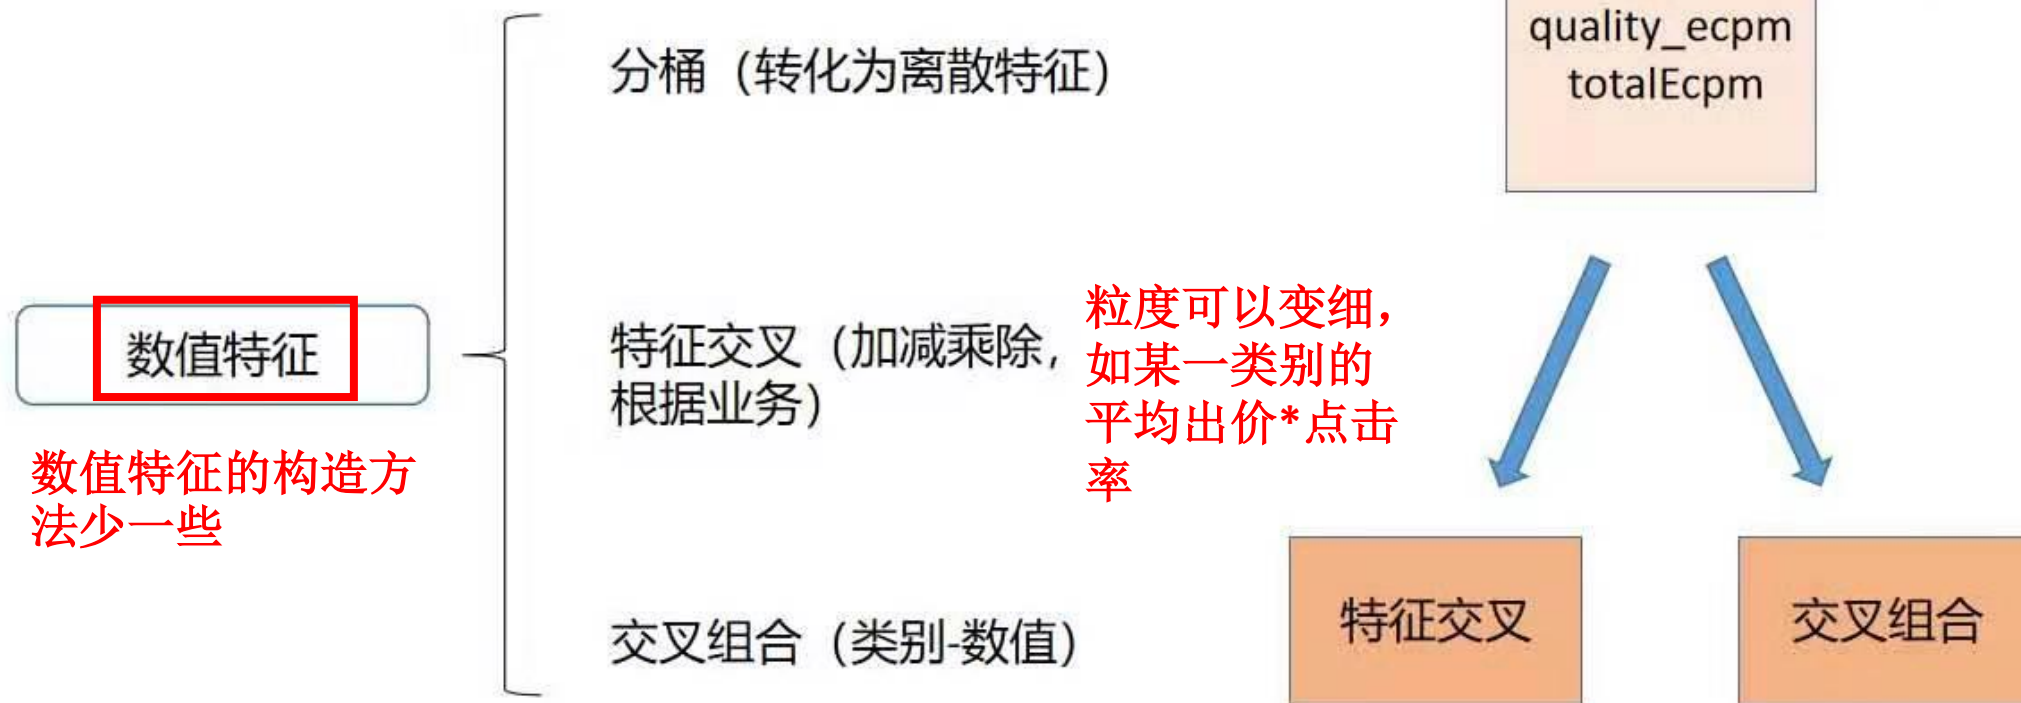 分桶（转化为离散特征）
quality_ecpm
totalEcpm
数值特征
数值特征的构造方
法少一些
特征交叉（加减乘除，
根据业务）
粒度可以变细，
如某一类别的
平均出价*点击
率
交叉组合（类别-数值）
特征交叉
交叉组合